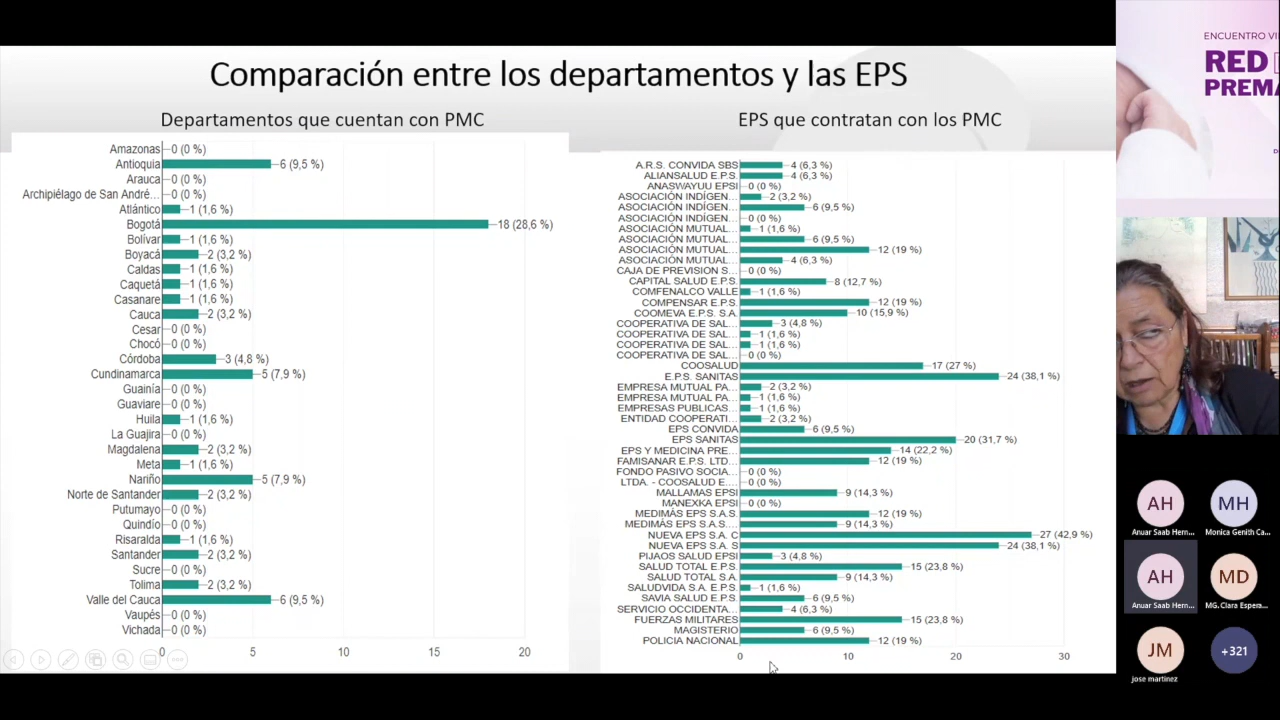 Comparación entre los departamentos y las EPS
Departamentos que cuentan con PMC
Amazonas 0 (0 %)
Antioquia 6 (9,5 %)
Arauca 0 (0 %)
Archipiélago de San André... 0 (0 %)
Atlántico 1 (1,6 %)
Bogotá 18 (28,6 %)
Bolívar 1 (1,6 %)
Boyacá 2 (3,2 %)
Caldas 1 (1,6 %)
Caquetá 1 (1,6 %)
Casanare 1 (1,6 %)
Cauca 2 (3,2 %)
Cesar 0 (0 %)
Chocó 0 (0 %)
Córdoba 3 (4,8 %)
Cundinamarca 5 (7,9 %)
Guainía 0 (0 %)
Guaviare 0 (0 %)
Huila 1 (1,6 %)
La Guajira 0 (0 %)
Magdalena 2 (3,2 %)
Meta 1 (1,6 %)
Nariño 5 (7,9 %)
Norte de Santander 2 (3,2 %)
Putumayo 0 (0 %)
Quindío 0 (0 %)
Risaralda 1 (1,6 %)
Santander 2 (3,2 %)
Sucre 0 (0 %)
Tolima 2 (3,2 %)
Valle del Cauca 6 (9,5 %)
Vaupés 0 (0 %)
Vichada 0 (0 %)
0 5 10 15 20
EPS que contratan con los PMC
A.R.S. CONVIDA SBS 4 (6,3 %)
ALIANSALUD E.P.S. 4 (6,3 %)
ANASWAYUU EPSI 0 (0 %)
ASOCIACIÓN INDÍGEN... 2 (3,2 %)
ASOCIACIÓN INDÍGEN... 6 (9,5 %)
ASOCIACIÓN INDÍGEN... 0 (0 %)
ASOCIACIÓN MUTUAL... 1 (1,6 %)
ASOCIACIÓN MUTUAL... 6 (9,5 %)
ASOCIACIÓN MUTUAL... 12 (19 %)
ASOCIACIÓN MUTUAL... 4 (6,3 %)
CAJA DE PREVISION S... 0 (0 %)
CAPITAL SALUD E.P.S. 8 (12,7 %)
COMFENALCO VALLE 1 (1,6 %)
COMPENSAR E.P.S. 12 (19 %)
COOMEVA E.P.S. S.A. 10 (15,9 %)
COOPERATIVA DE SAL... 3 (4,8 %)
COOPERATIVA DE SAL... 1 (1,6 %)
COOPERATIVA DE SAL... 1 (1,6 %)
COOPERATIVA DE SAL... 0 (0 %)
COOSALUD 17 (27 %)
E.P.S. SANITAS 24 (38,1 %)
EMPRESA MUTUAL PA... 2 (3,2 %)
EMPRESA MUTUAL PA... 1 (1,6 %)
EMPRESAS PUBLICAS... 1 (1,6 %)
ENTIDAD COOPERATI... 2 (3,2 %)
EPS CONVIDA 6 (9,5 %)
EPS SANITAS 20 (31,7 %)
EPS Y MEDICINA PRE... 14 (22,2 %)
FAMISANAR E.P.S. LTD... 12 (19 %)
FONDO PASIVO SOCIA... 0 (0 %)
LTDA. - COOSALUD E.... 0 (0 %)
MALLAMAS EPSI 9 (14,3 %)
MANEXKA EPSI 0 (0 %)
MEDIMÁS EPS S.A.S. 12 (19 %)
MEDIMÁS EPS S.A.S.... 9 (14,3 %)
NUEVA EPS S.A. C 27 (42,9 %)
NUEVA EPS S.A. S 24 (38,1 %)
PIJAOS SALUD EPSI 3 (4,8 %)
SALUD TOTAL E.P.S. 15 (23,8 %)
SALUD TOTAL S.A. 9 (14,3 %)
SALUDVIDA S.A. E.P.S 1 (1,6 %)
SAVIA SALUD E.P.S. 6 (9,5 %)
SERVICIO OCCIDENTA... 4 (6,3 %)
FUERZAS MILITARES 15 (23,8 %)
MAGISTERIO 6 (9,5 %)
POLICIA NACIONAL 12 (19 %)
0 10 20 30
ENCUENTRO VI
RED
PREMA
AH MH
Anuar Saab Hern... Monica Genith Ca...
AH MD
Anuar Saab Hern... MG. Clara Espera...
JM +321
jose martinez